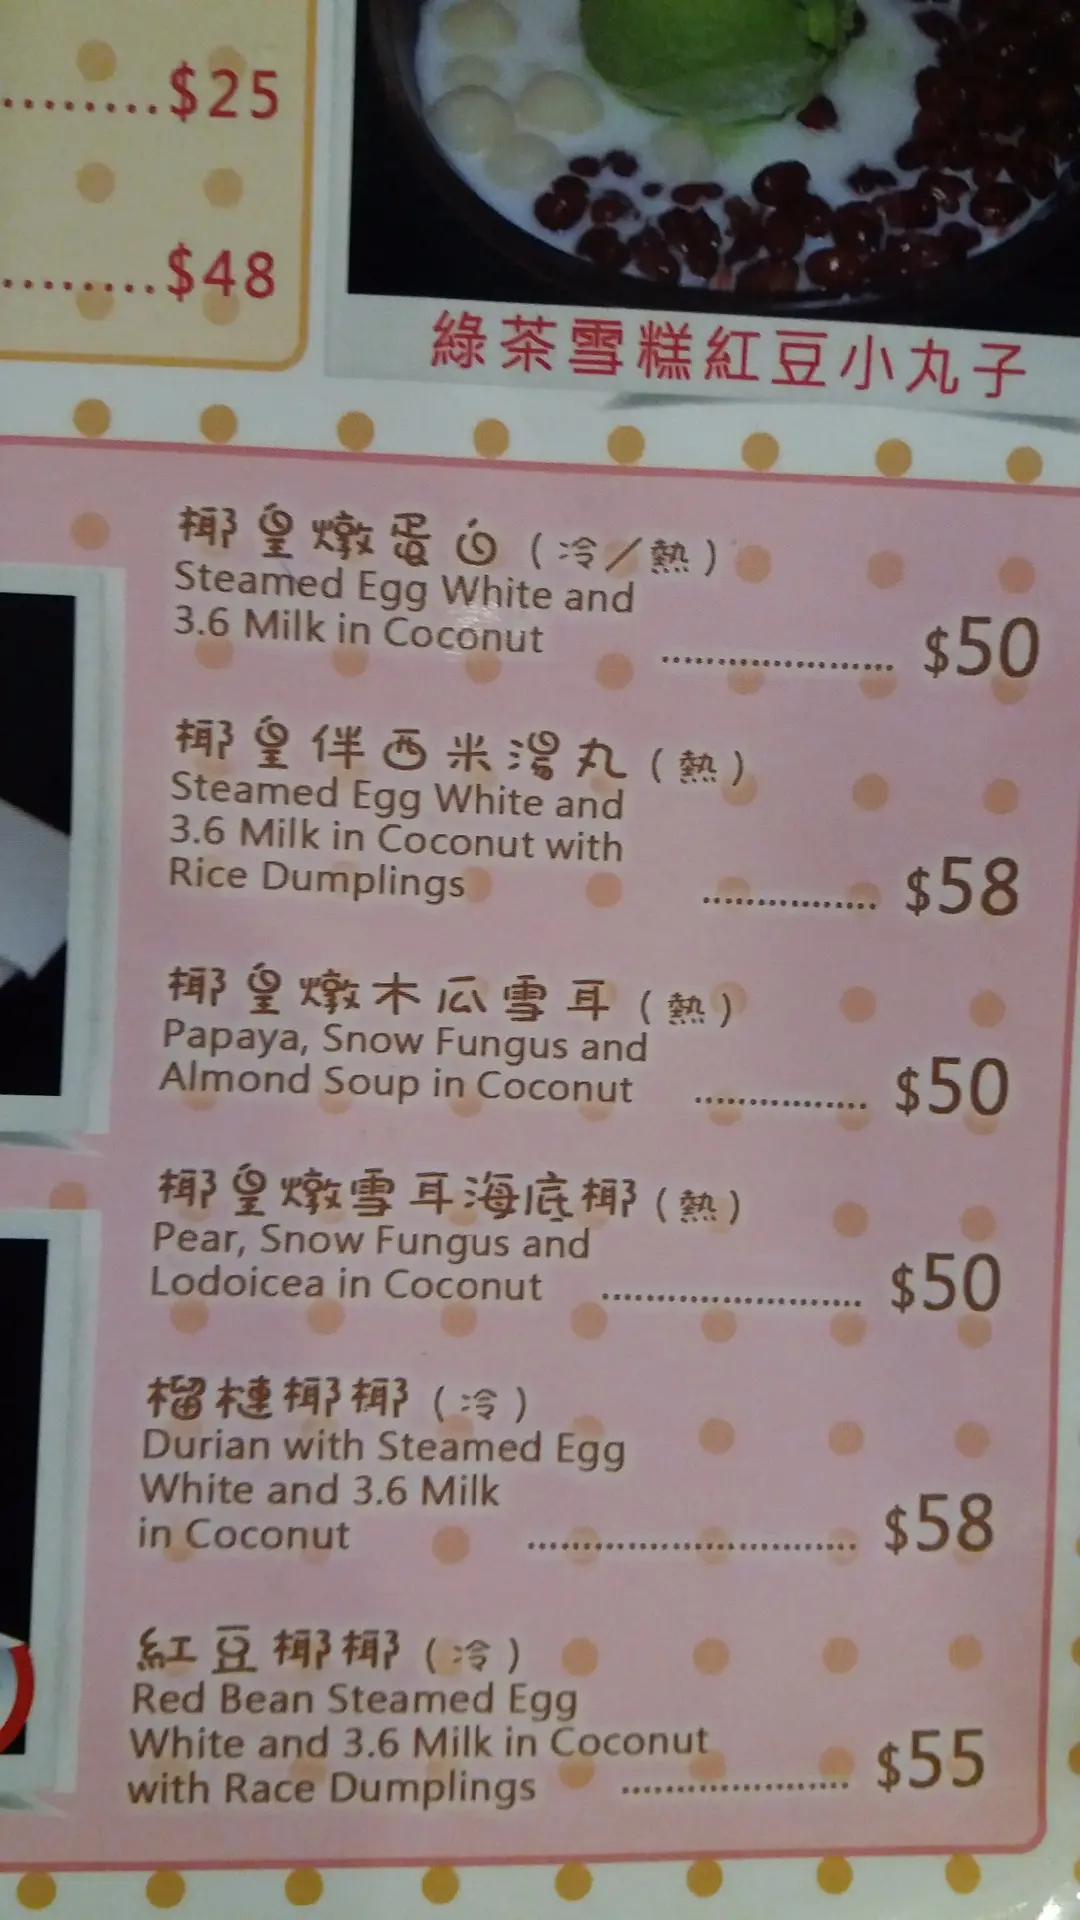 ........$25
........$48
綠茶雪糕紅豆小丸子
椰皇燉蛋白(冷／熱)
Steamed Egg White and
3.6 Milk in Coconut ..................... $50
椰皇伴西米湯丸(熱)
Steamed Egg White and
3.6 Milk in Coconut with
Rice Dumplings ................ $58
椰皇燉木瓜雪耳(熱)
Papaya, Snow Fungus and
Almond Soup in Coconut ................ $50
椰皇燉雪耳海底椰(熱)
Pear, Snow Fungus and
Lodoicea in Coconut ........................ $50
榴槤椰椰(冷)
Durian with Steamed Egg
White and 3.6 Milk
in Coconut .............................. $58
紅豆椰椰(冷)
Red Bean Steamed Egg
White and 3.6 Milk in Coconut
with Race Dumplings ..................... $55